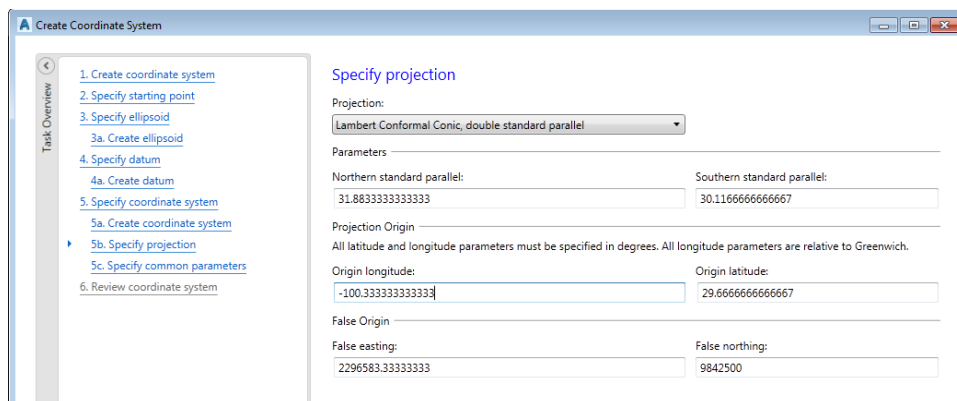 Create Coordinate System
Task Overview
1. Create coordinate system
2. Specify starting point
3. Specify ellipsoid
3a. Create ellipsoid
4. Specify datum
4a. Create datum
5. Specify coordinate system
5a. Create coordinate system
5b. Specify projection
5c. Specify common parameters
6. Review coordinate system
Specify projection
Projection:
Lambert Conformal Conic, double standard parallel
Parameters
Northern standard parallel: Southern standard parallel:
31.8833333333333 30.1166666666667
Projection Origin
All latitude and longitude parameters must be specified in degrees. All longitude parameters are relative to Greenwich.
Origin longitude: Origin latitude:
-100.333333333333 29.6666666666667
False Origin
False easting: False northing:
2296583.33333333 9842500